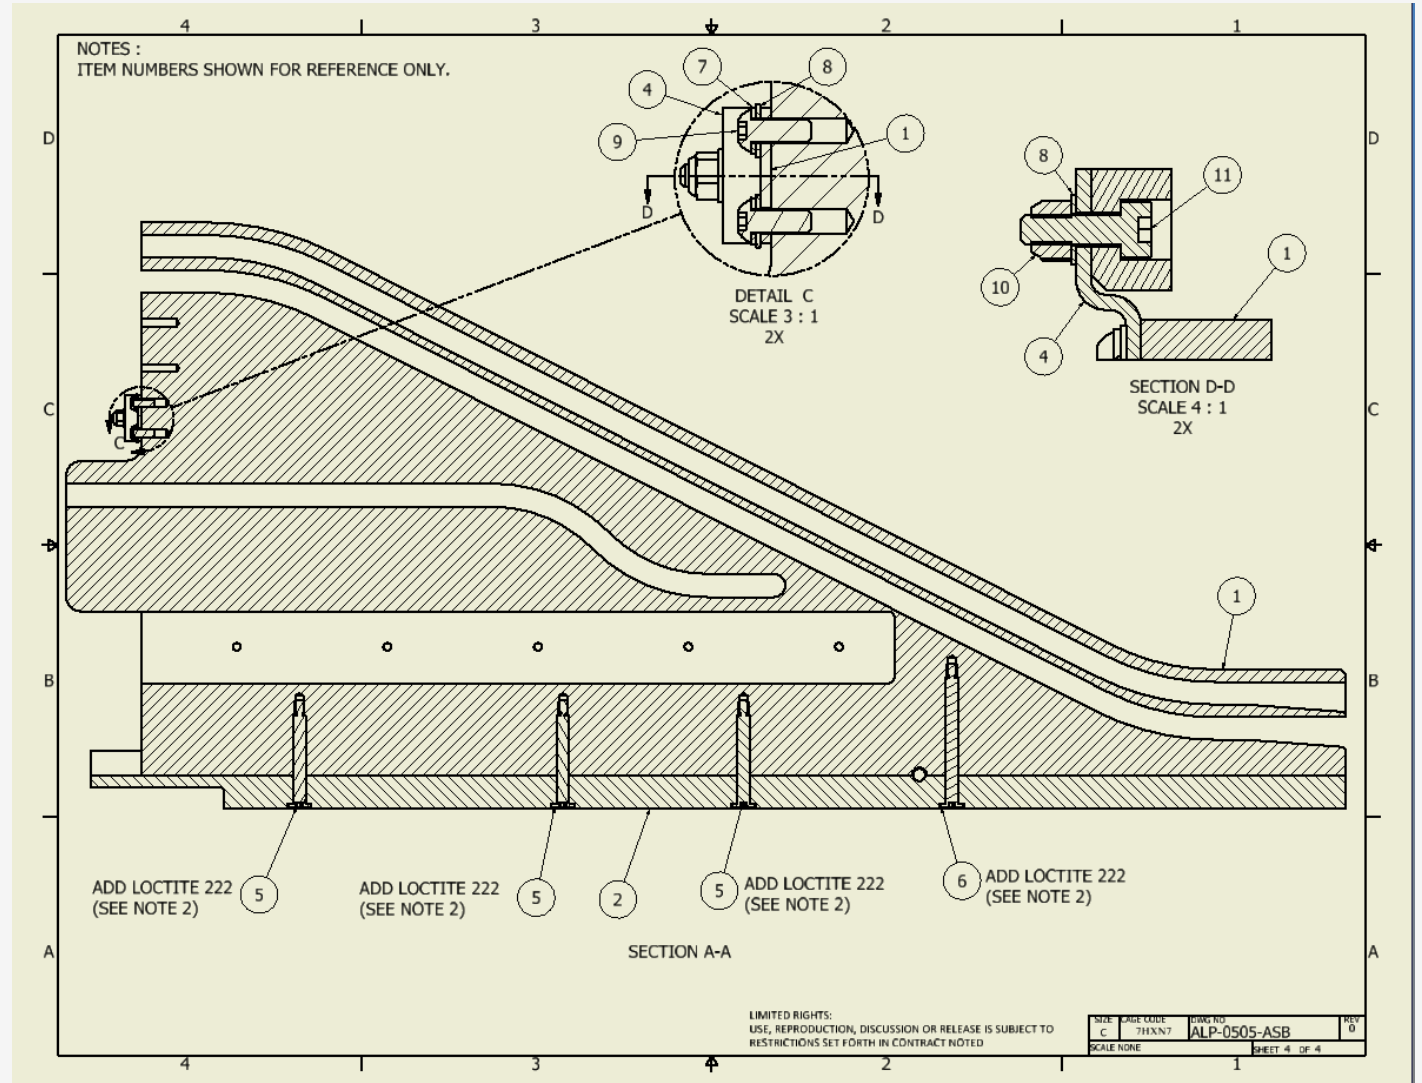 4 3 2 1
NOTES :
ITEM NUMBERS SHOWN FOR REFERENCE ONLY.
D D
7 8
4
9 1
D D
DETAIL C
SCALE 3 : 1
2X
8
11
1
10
4
SECTION D-D
SCALE 4 : 1
2X
C C
C
1
B B
ADD LOCTITE 222
(SEE NOTE 2)
5
ADD LOCTITE 222
(SEE NOTE 2)
5
2
5
ADD LOCTITE 222
(SEE NOTE 2)
6
ADD LOCTITE 222
(SEE NOTE 2)
A A
SECTION A-A
LIMITED RIGHTS:
USE, REPRODUCTION, DISCUSSION OR RELEASE IS SUBJECT TO
RESTRICTIONS SET FORTH IN CONTRACT NOTED
SIZE CAGE CODE DWG NO REV
C 7HXN7 ALP-0505-ASB 0
SCALE NONE SHEET 4 OF 4
4 3 2 1